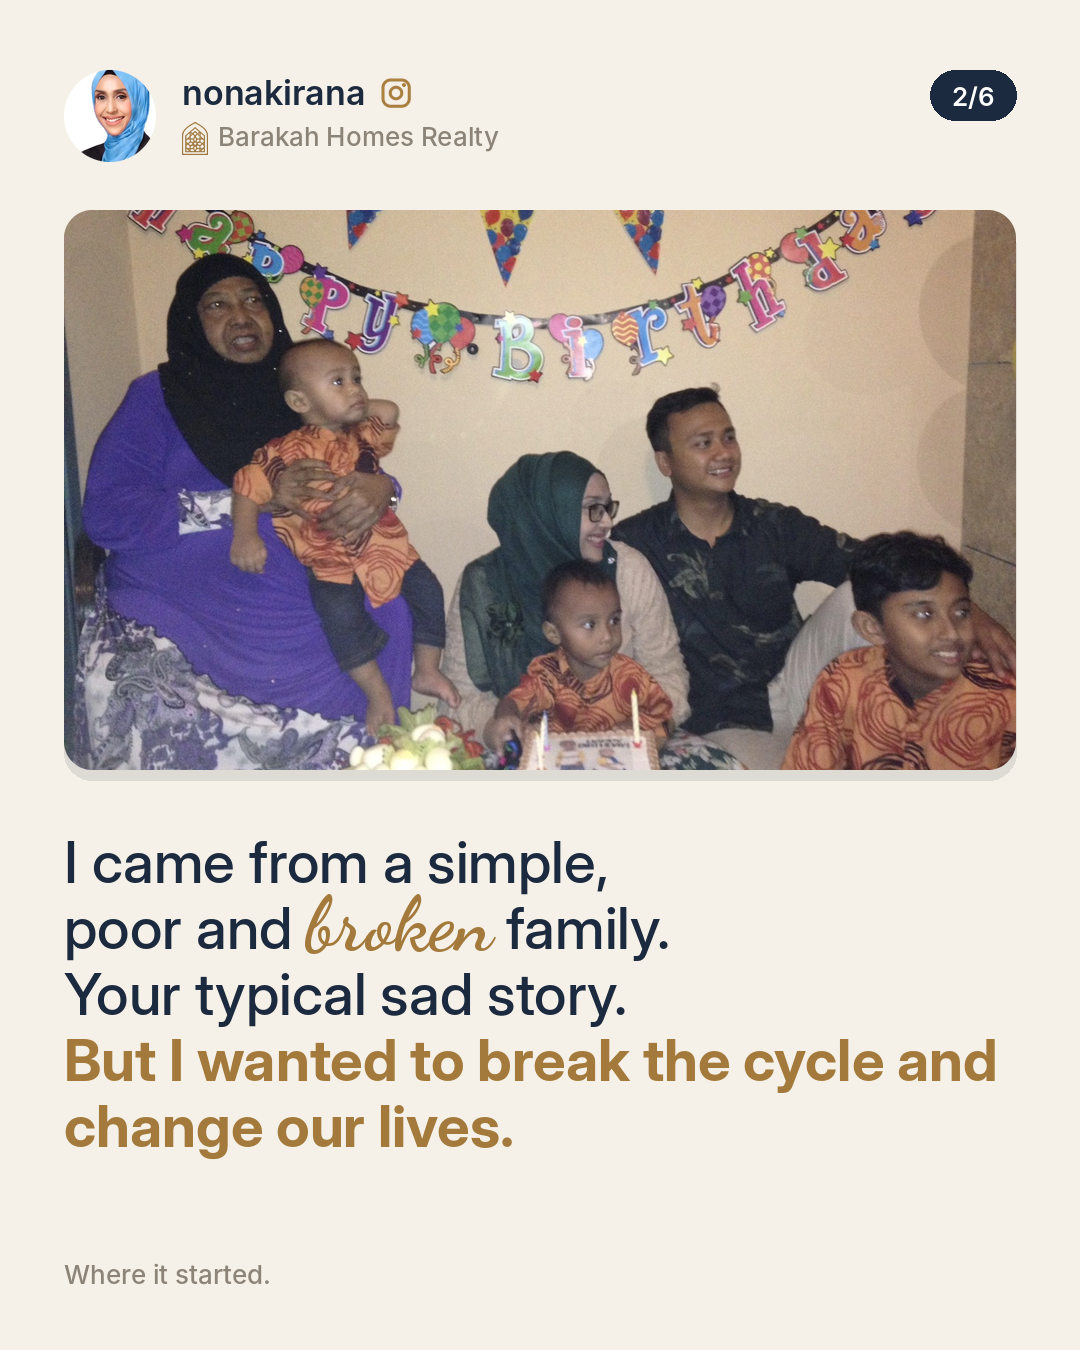 nonakirana
Barakah Homes Realty
2/6
Happy Birthda
I came from a simple,
poor and broken family.
Your typical sad story.
But I wanted to break the cycle and
change our lives.
Where it started.